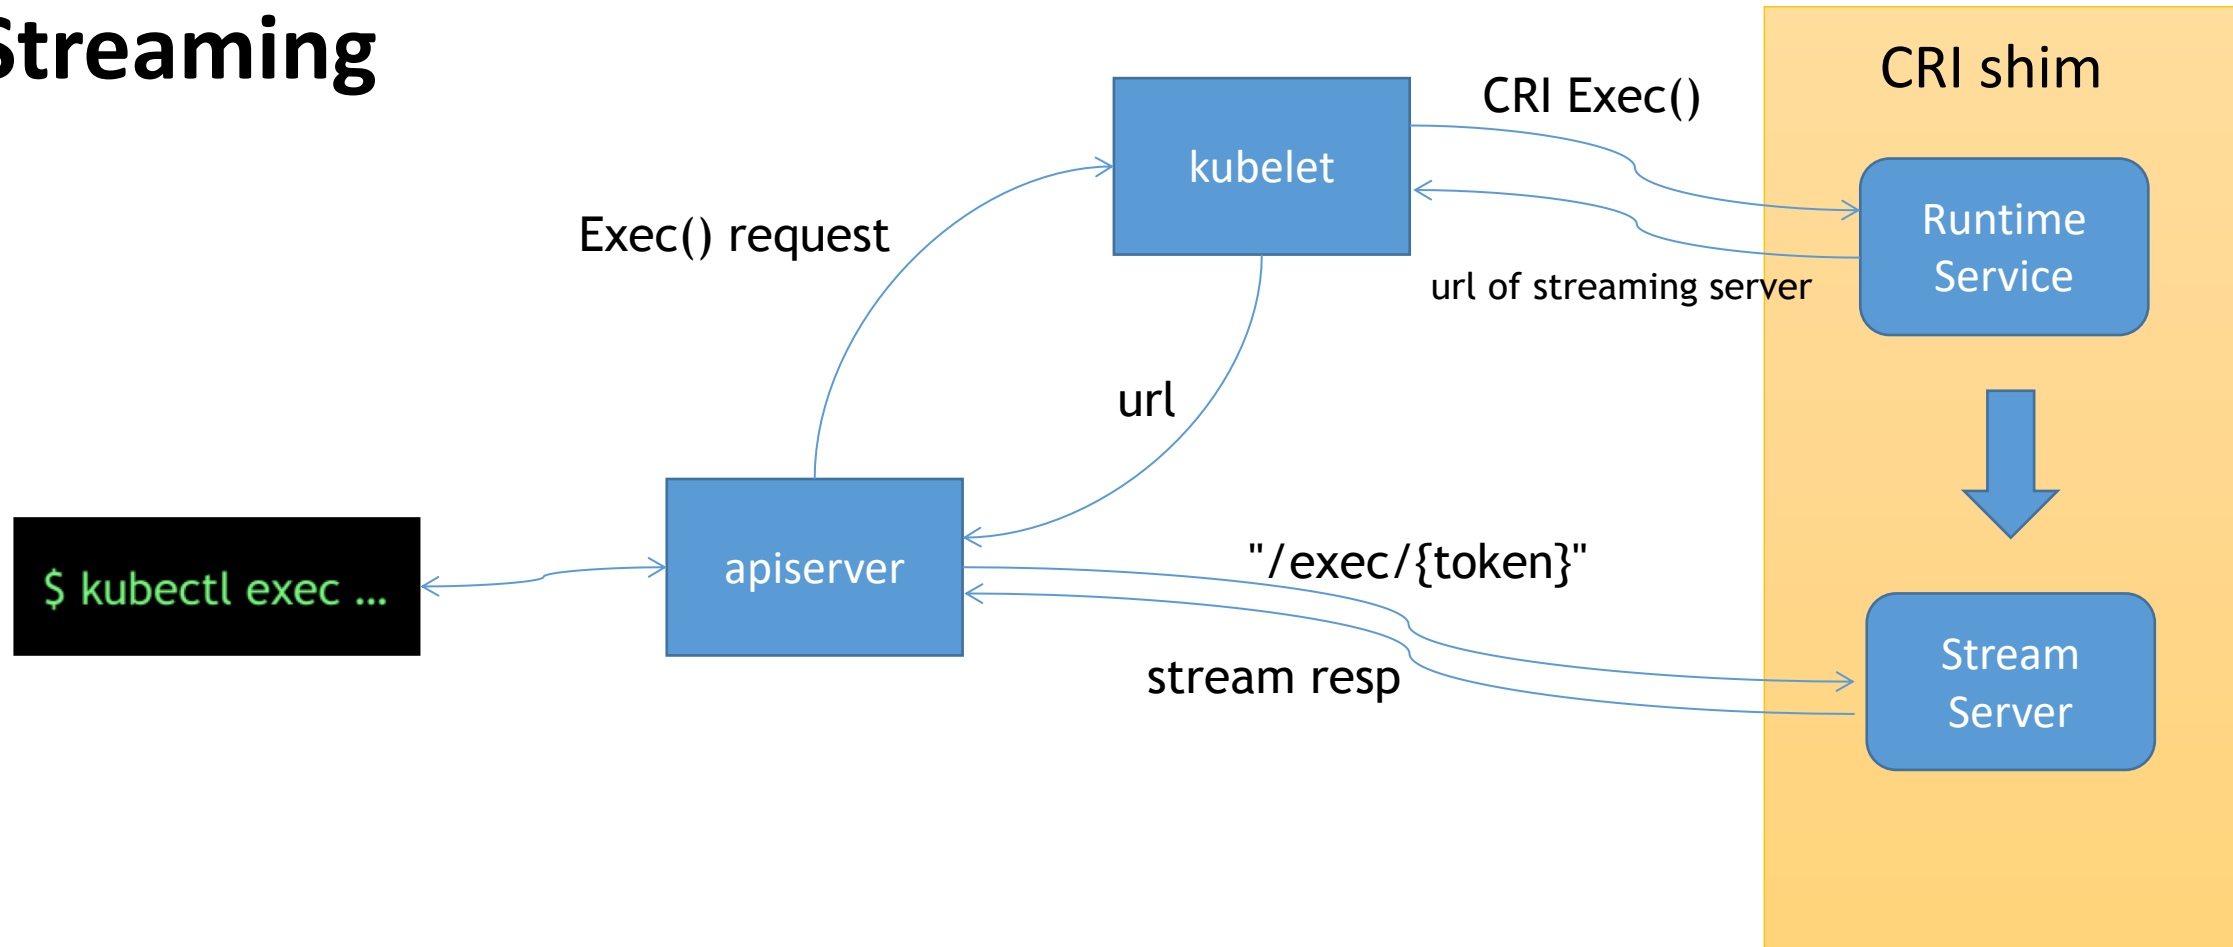 Streaming
CRI shim
CRI Exec()
kubelet
Exec() request
Runtime
Service
url of streaming server
url
"/exec/{token}"
apiserver
$ kubectl exec ...
stream resp
Stream
Server